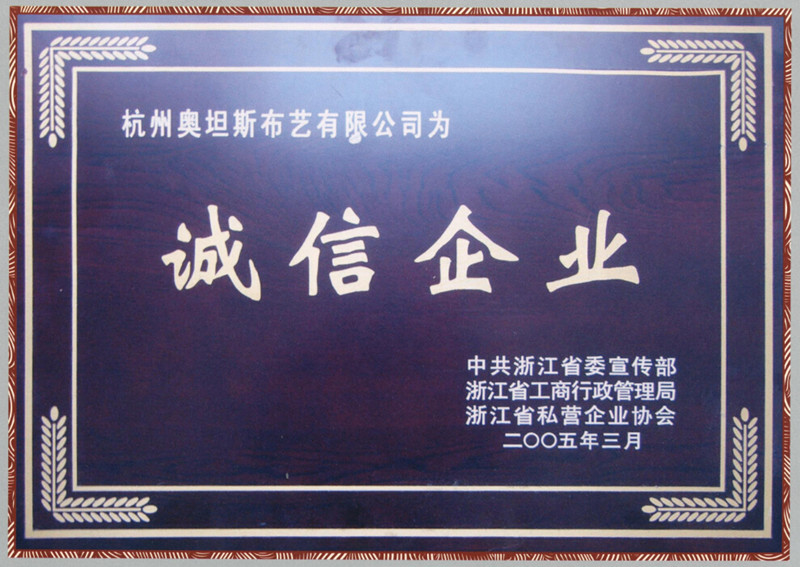 杭州奥坦斯布艺有限公司为
诚信企业
中共浙江省委宣传部
浙江省工商行政管理局
浙江省私营企业协会
二〇〇五年三月